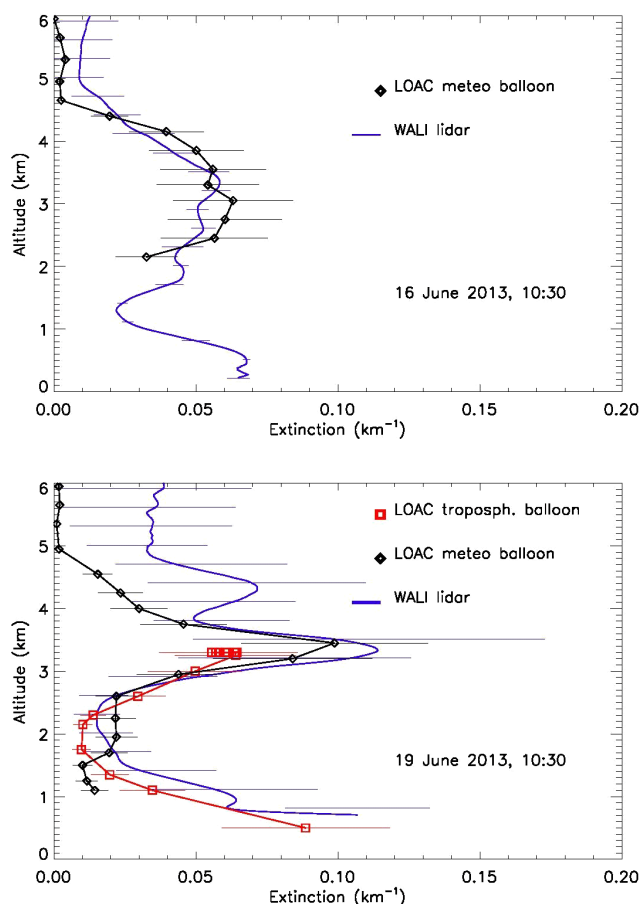 6
5
4
3
2
1
0
Altitude (km)
LOAC meteo balloon
WALI lidar
16 June 2013, 10:30
0.00 0.05 0.10 0.15 0.20
Extinction (km⁻¹)
6
5
4
3
2
1
0
Altitude (km)
LOAC troposph. balloon
LOAC meteo balloon
WALI lidar
19 June 2013, 10:30
0.00 0.05 0.10 0.15 0.20
Extinction (km⁻¹)